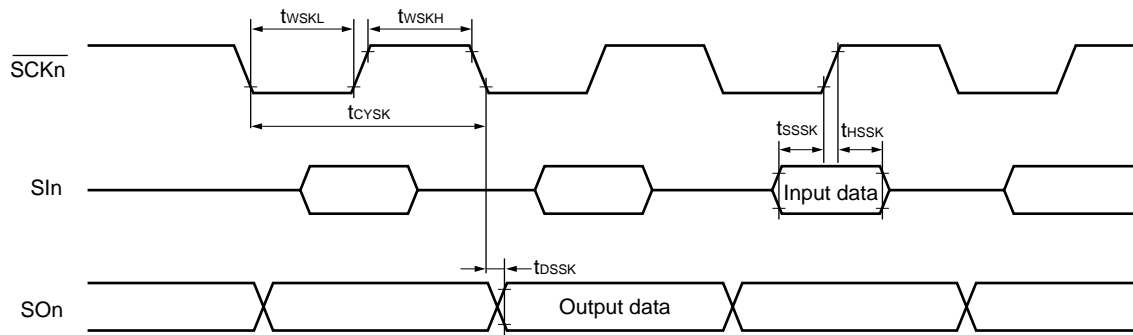 tWSKL tWSKH
SCKn
tCYSK
tSSSK tHSSK
SIn Input data
tDSSK
SOn Output data